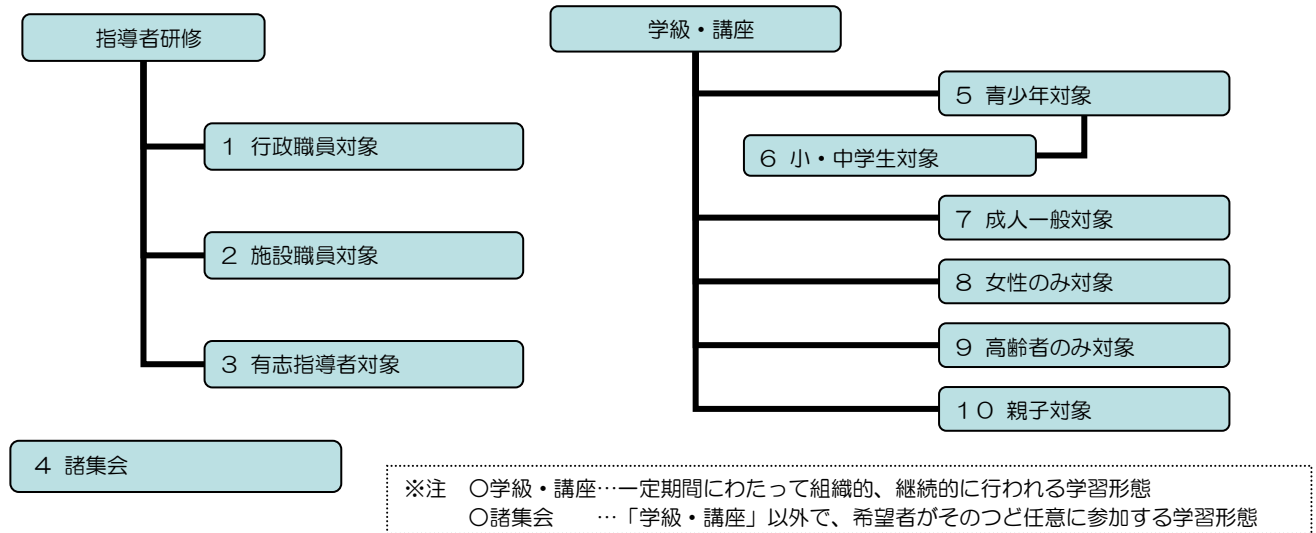 指導者研修
1 行政職員対象
2 施設職員対象
3 有志指導者対象
4 諸集会
学級・講座
5 青少年対象
6 小・中学生対象
7 成人一般対象
8 女性のみ対象
9 高齢者のみ対象
10 親子対象
※注 ○学級・講座…一定期間にわたって組織的、継続的に行われる学習形態
○諸集会 …「学級・講座」以外で、希望者がそのつど任意に参加する学習形態